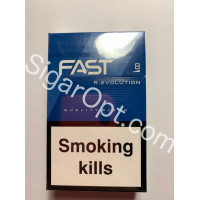 FAST
8
R EVOLUTION
SigarOpt.com
Smoking
kills